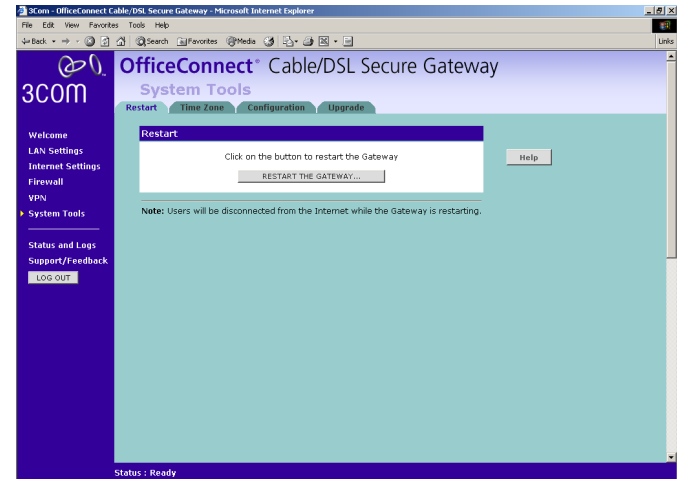 3Com - OfficeConnect Cable/DSL Secure Gateway - Microsoft Internet Explorer
File Edit View Favorites Tools Help
Back Search Favorites Media Links
3COM
OfficeConnect® Cable/DSL Secure Gateway
System Tools
Restart Time Zone Configuration Upgrade
Welcome
LAN Settings
Internet Settings
Firewall
VPN
System Tools
Status and Logs
Support/Feedback
LOG OUT
Restart
Click on the button to restart the Gateway
RESTART THE GATEWAY...
Help
Note: Users will be disconnected from the Internet while the Gateway is restarting.
Status : Ready